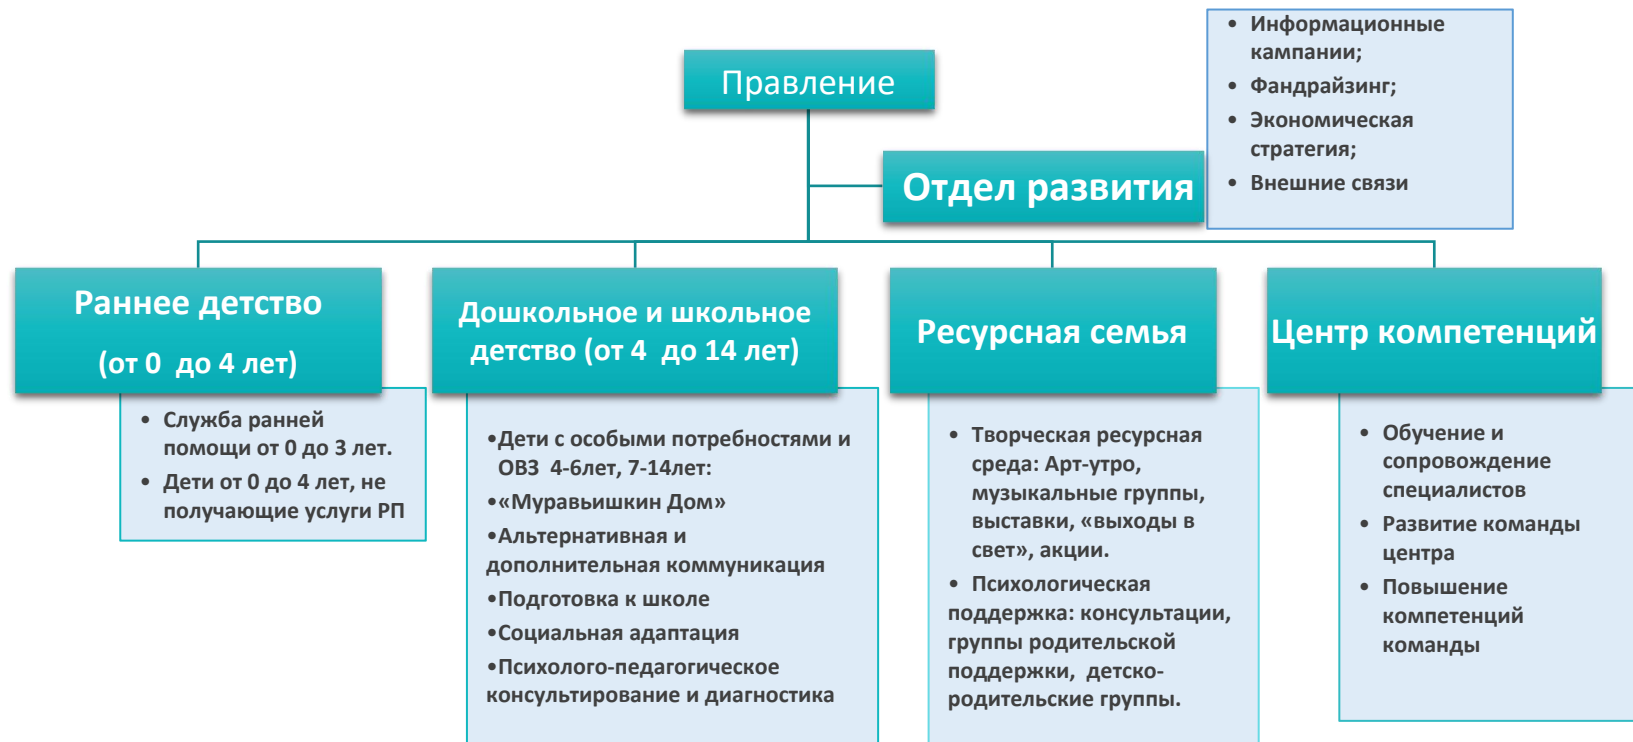 Правление
• Информационные
кампании;
• Фандрайзинг;
• Экономическая
стратегия;
• Внешние связи
Отдел развития
Раннее детство
(от 0 до 4 лет)
• Служба ранней
помощи от 0 до 3 лет.
• Дети от 0 до 4 лет, не
получающие услуги РП
Дошкольное и школьное
детство (от 4 до 14 лет)
•Дети с особыми потребностями и
ОВЗ 4-6лет, 7-14лет:
•«Муравьишкин Дом»
•Альтернативная и
дополнительная коммуникация
•Подготовка к школе
•Социальная адаптация
•Психолого-педагогическое
консультирование и диагностика
Ресурсная семья
• Творческая ресурсная
среда: Арт-утро,
музыкальные группы,
выставки, «выходы в
свет», акции.
• Психологическая
поддержка: консультации,
группы родительской
поддержки, детско-
родительские группы.
Центр компетенций
• Обучение и
сопровождение
специалистов
• Развитие команды
центра
• Повышение
компетенций
команды